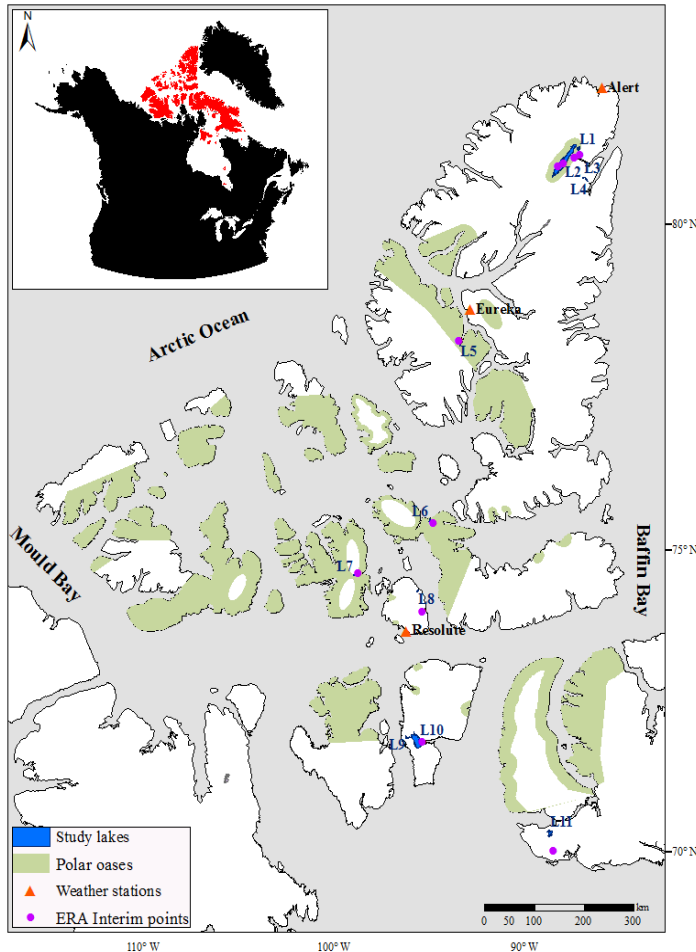 N
Alert
L1
L2
L3
L4
80° N
Eureka
Arctic Ocean
L5
L6
75° N
Mould Bay
L7
Baffin Bay
L8
Resolute
L10
L9
L11
Study lakes
Polar oases
70° N
Weather stations
ERA Interim points
km
0 50 100 200 300
110° W
100° W
90° W